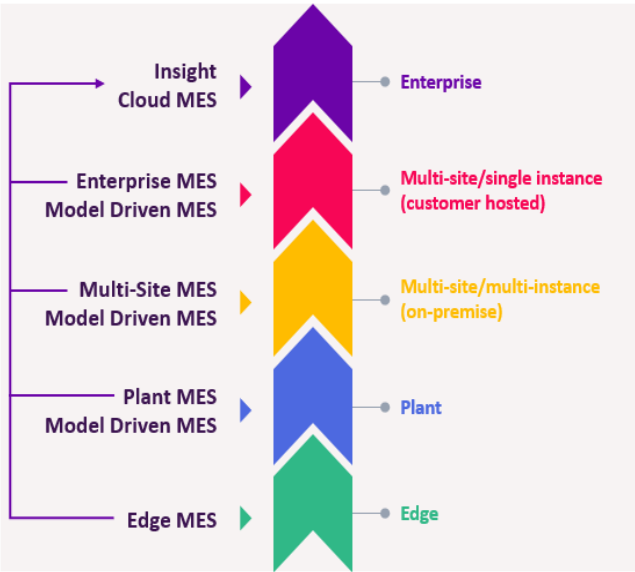 Insight
Cloud MES
Enterprise
Enterprise MES
Model Driven MES
Multi-site/single instance
(customer hosted)
Multi-Site MES
Model Driven MES
Multi-site/multi-instance
(on-premise)
Plant MES
Model Driven MES
Plant
Edge MES
Edge